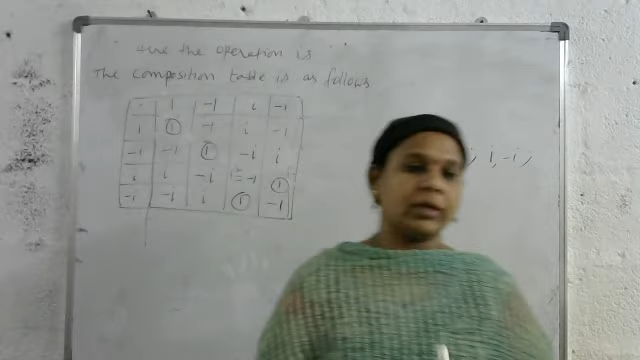 the operation is
The composition table is as follows
· 1 -1 i -i
1 1 -1 i -i
-1 -1 1 -i i
i i -i i²=-1 1
-i -i i 1 -1
i, -i,